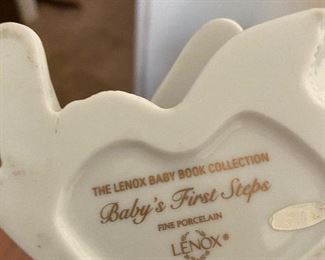 THE LENOX BABY BOOK COLLECTION
Baby's First Steps
FINE PORCELAIN
LENOX®